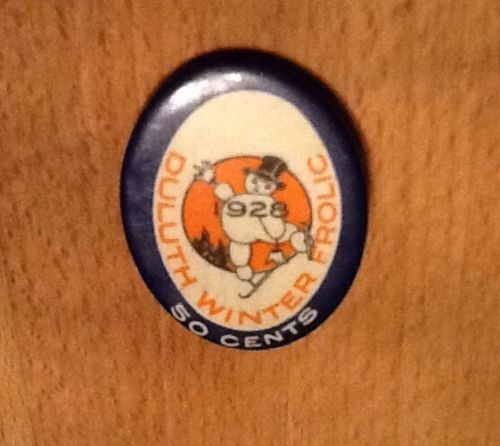 928
DULUTH WINTER FROLIC
50 CENTS